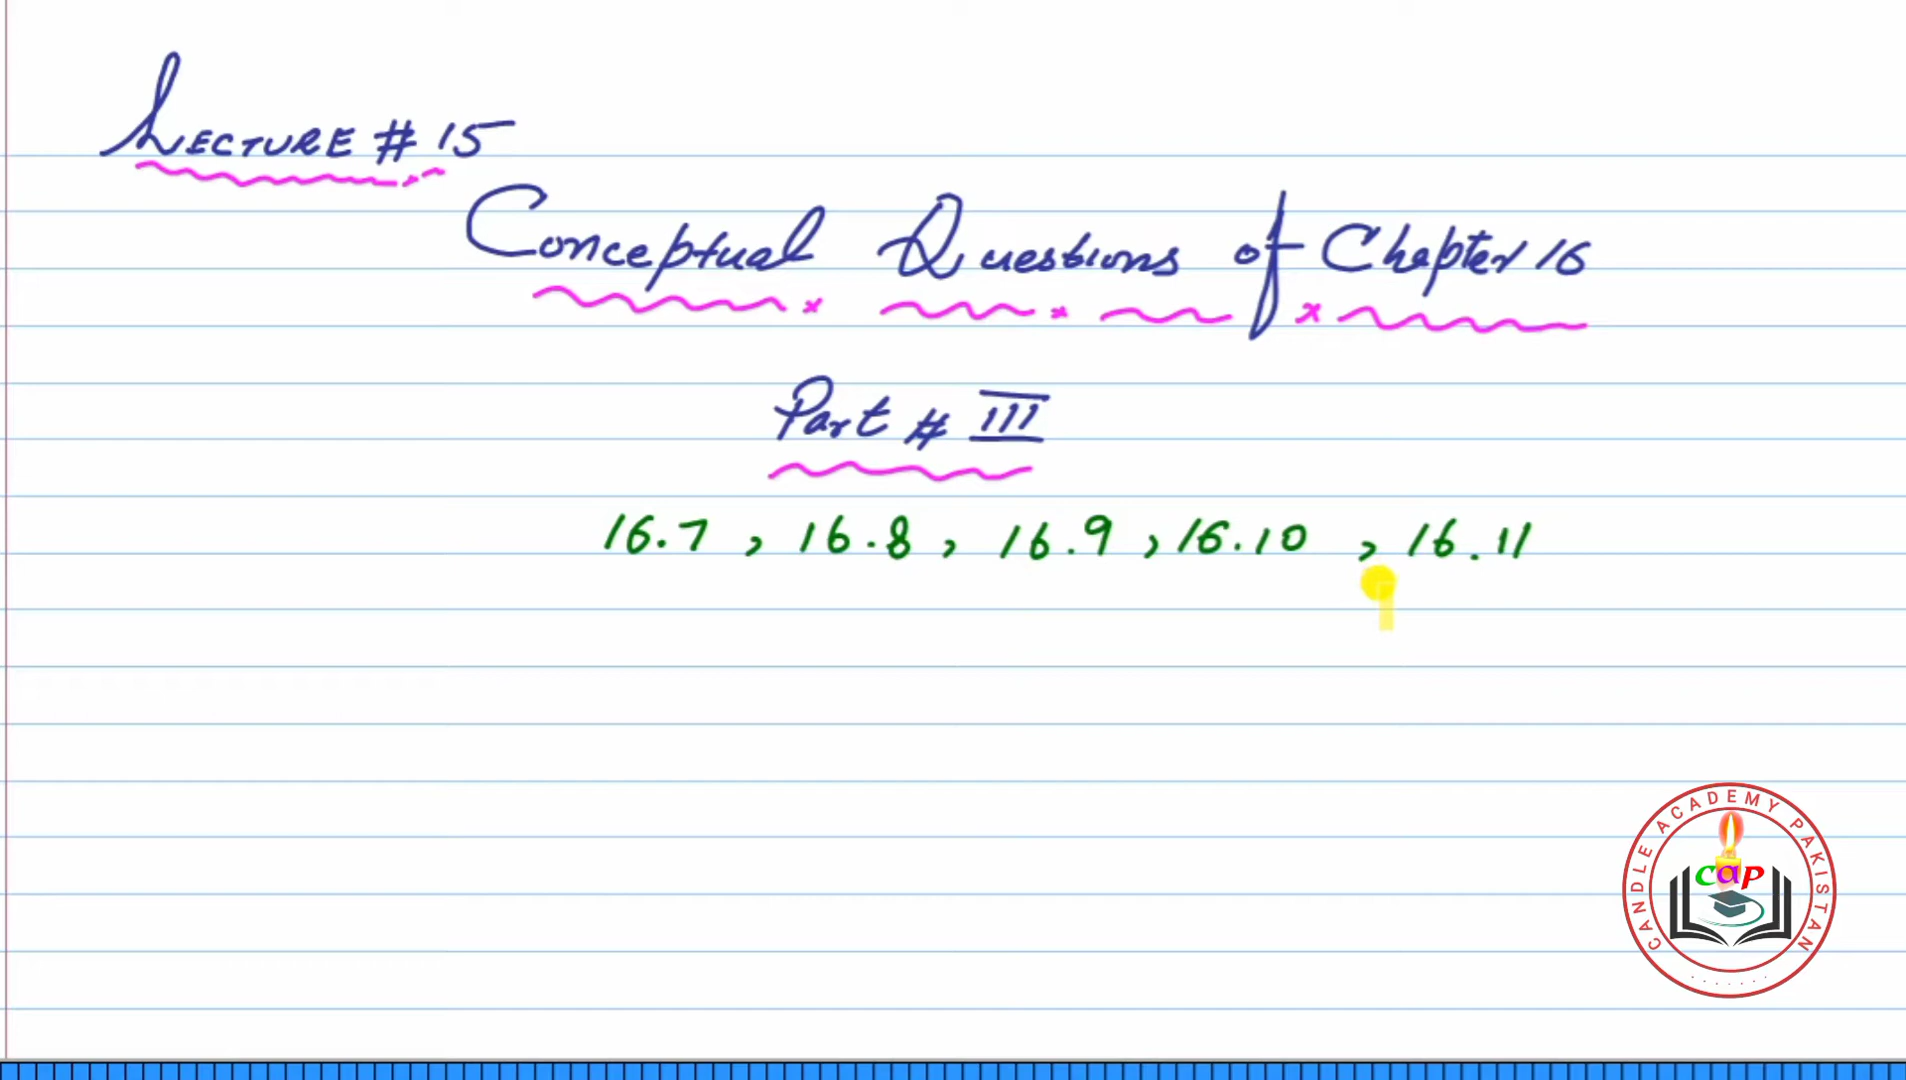 LECTURE # 15
Conceptual Questions of Chapter 16
Part # III
16.7 , 16.8 , 16.9 , 16.10 , 16.11
CANDLE ACADEMY PAKISTAN
CAP